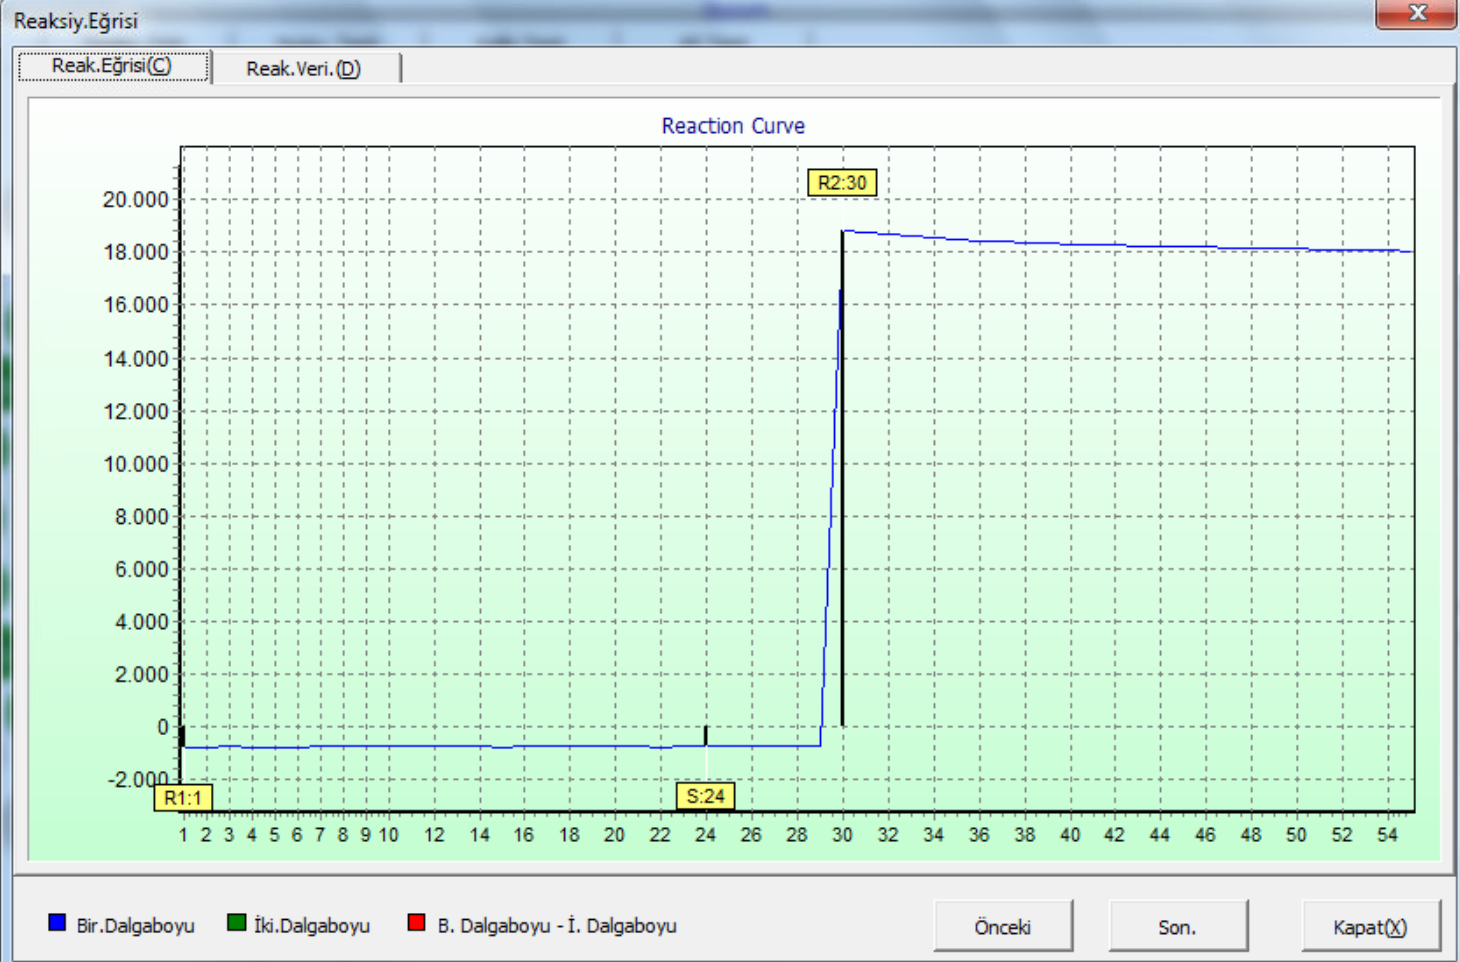 Reaksiy.Eğrisi
Reak.Eğrisi(C)
Reak.Veri.(D)
Reaction Curve
R2:30
20.000
18.000
16.000
14.000
12.000
10.000
8.000
6.000
4.000
2.000
0
-2.000
R1:1
S:24
1 2 3 4 5 6 7 8 9 10 12 14 16 18 20 22 24 26 28 30 32 34 36 38 40 42 44 46 48 50 52 54
Bir.Dalgaboyu İki.Dalgaboyu B. Dalgaboyu - İ. Dalgaboyu
Önceki
Son.
Kapat(X)